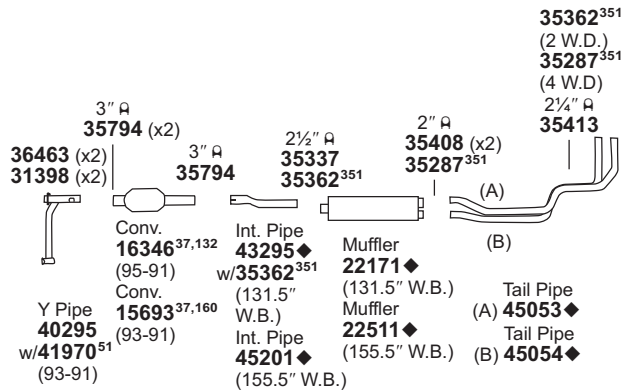 35362³⁵¹
(2 W.D.)
35287³⁵¹
(4 W.D)
2¼″
35413
3″
35794 (x2)
36463 (x2)
31398 (x2)
3″
35794
2½″
35337
35362³⁵¹
2″
35408 (x2)
35287³⁵¹
(A)
(B)
Y Pipe
40295
w/41970⁵¹
(93-91)
Conv.
16346³⁷,¹³²
(95-91)
Conv.
15693³⁷,¹⁶⁰
(93-91)
Int. Pipe
43295◆
w/35362³⁵¹
(131.5″
W.B.)
Int. Pipe
45201◆
(155.5″ W.B.)
Muffler
22171◆
(131.5″ W.B.)
Muffler
22511◆
(155.5″ W.B.)
Tail Pipe
(A) 45053◆
Tail Pipe
(B) 45054◆